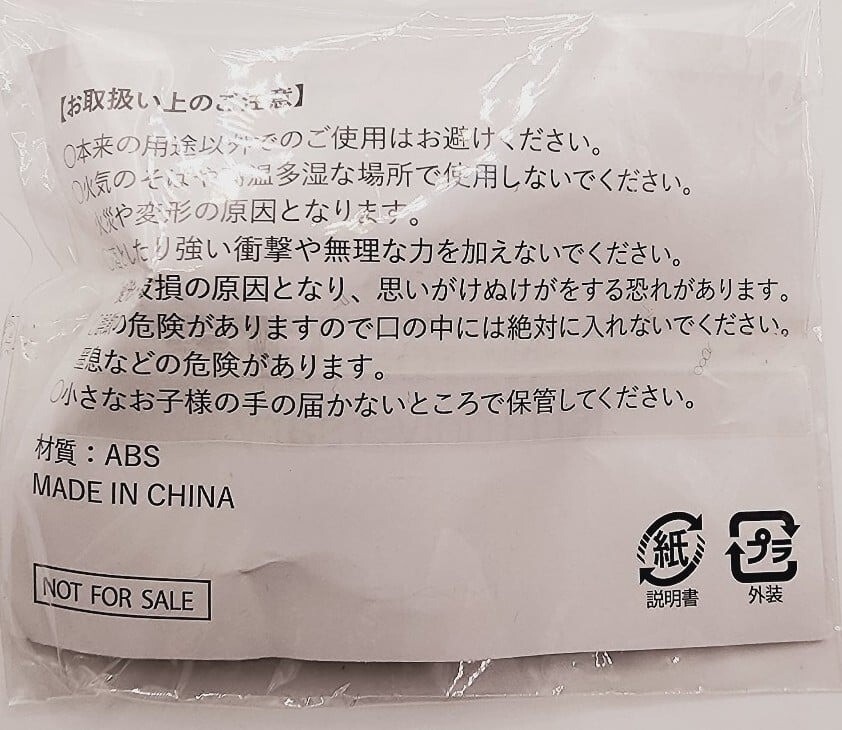 【お取扱い上のご注意】
○本来の用途以外でのご使用はお避けください。
○火気のそばや高温多湿な場所で使用しないでください。
火災や変形の原因となります。
落としたり強い衝撃や無理な力を加えないでください。
破損の原因となり、思いがけぬけがをする恐れがあります。
の危険がありますので口の中には絶対に入れないでください。
窒息などの危険があります。
○小さなお子様の手の届かないところで保管してください。
材質：ABS
MADE IN CHINA
NOT FOR SALE
紙
説明書
プラ
外装